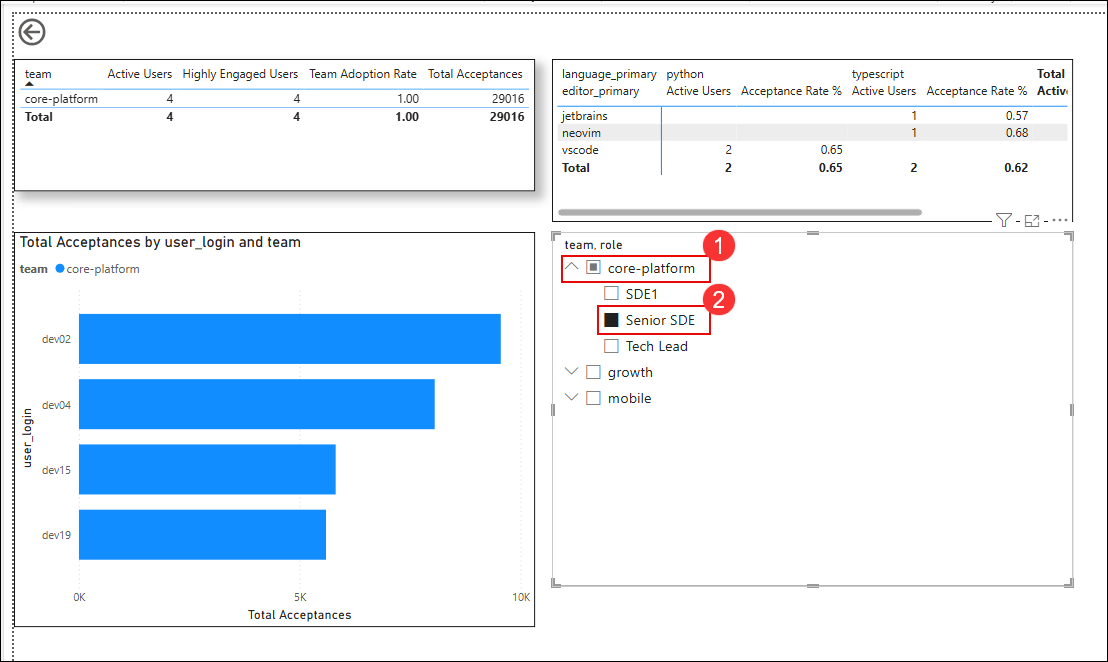 team Active Users Highly Engaged Users Team Adoption Rate Total Acceptances
core-platform 4 4 1.00 29016
Total 4 4 1.00 29016
language_primary python typescript Total
editor_primary Active Users Acceptance Rate % Active Users Acceptance Rate % Active
jetbrains 1 0.57
neovim 1 0.68
vscode 2 0.65
Total 2 0.65 2 0.62
Total Acceptances by user_login and team
team core-platform
user_login
dev02
dev04
dev15
dev19
0K 5K 10K
Total Acceptances
team, role
1
core-platform
SDE1
2
Senior SDE
Tech Lead
growth
mobile